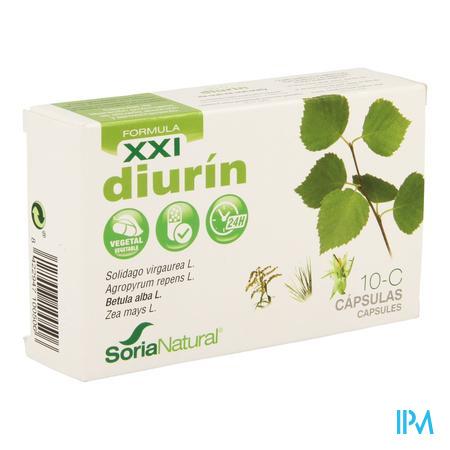 diurín
FORMULA
XXI
diurín
VEGETAL
VEGETABLE
24H
Solidago virgaurea L.
Agropyrum repens L.
Betula alba L.
Zea mays L.
10-C
CÁPSULAS
CAPSULES
SoriaNatural®
IPM